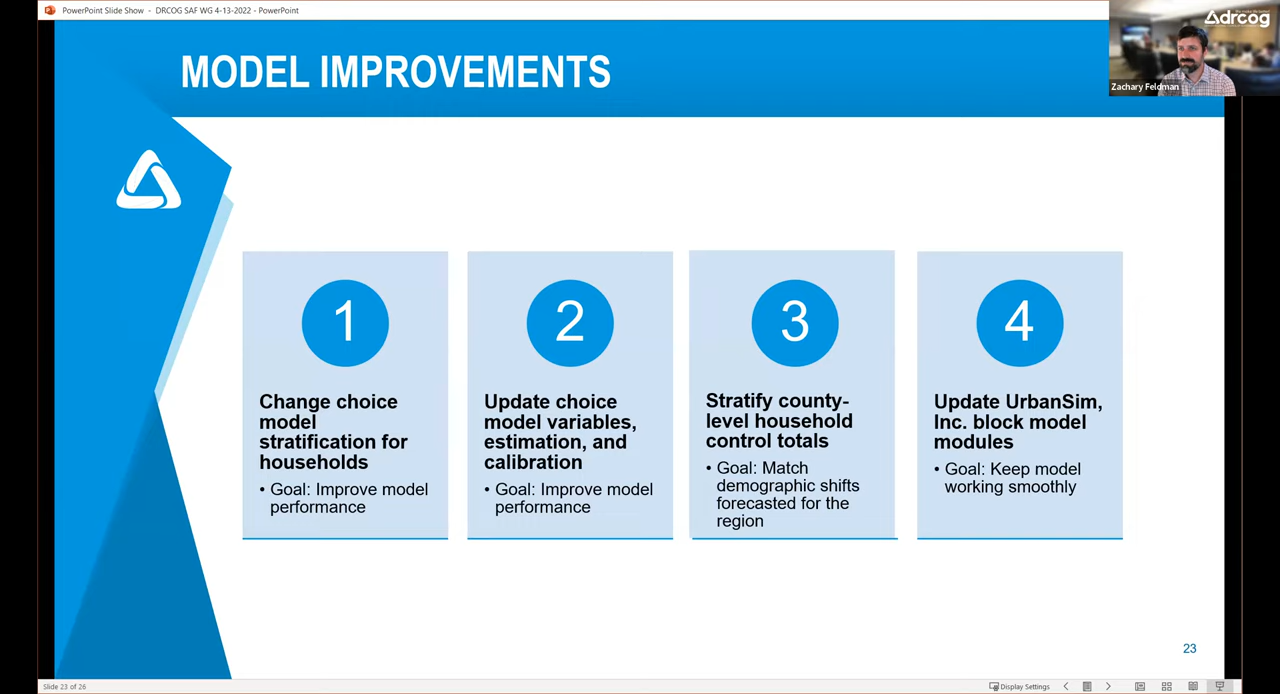 PowerPoint Slide Show - DRCOG SAF WG 4-13-2022 - PowerPoint
drcog
Zachary Feldman
MODEL IMPROVEMENTS
1
Change choice
model
stratification for
households
• Goal: Improve model
performance
2
Update choice
model variables,
estimation, and
calibration
• Goal: Improve model
performance
3
Stratify county-
level household
control totals
• Goal: Match
demographic shifts
forecasted for the
region
4
Update UrbanSim,
Inc. block model
modules
• Goal: Keep model
working smoothly
23
Slide 23 of 26
Display Settings